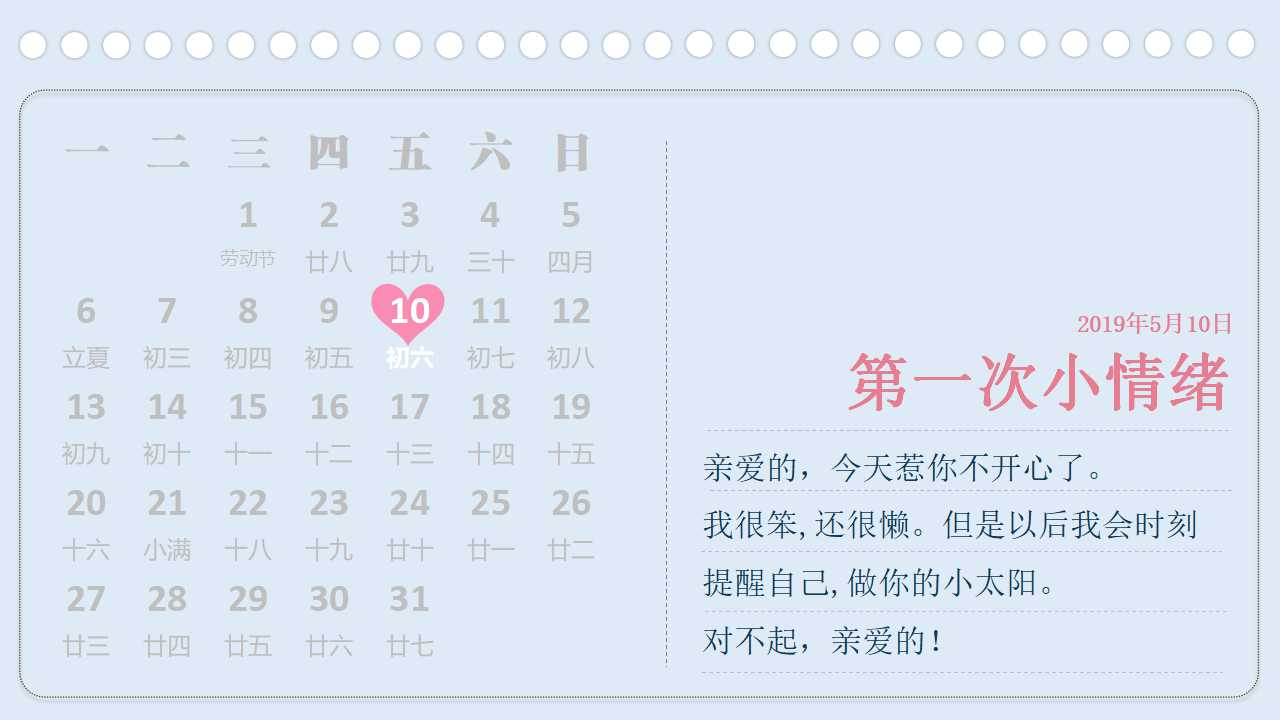 一 二 三 四 五 六 日
1 2 3 4 5
劳动节 廿八 廿九 三十 四月
6 7 8 9 10 11 12
立夏 初三 初四 初五 初六 初七 初八
13 14 15 16 17 18 19
初九 初十 十一 十二 十三 十四 十五
20 21 22 23 24 25 26
十六 小满 十八 十九 廿十 廿一 廿二
27 28 29 30 31
廿三 廿四 廿五 廿六 廿七
2019年5月10日
第一次小情绪
亲爱的，今天惹你不开心了。
我很笨,还很懒。但是以后我会时刻
提醒自己,做你的小太阳。
对不起，亲爱的！